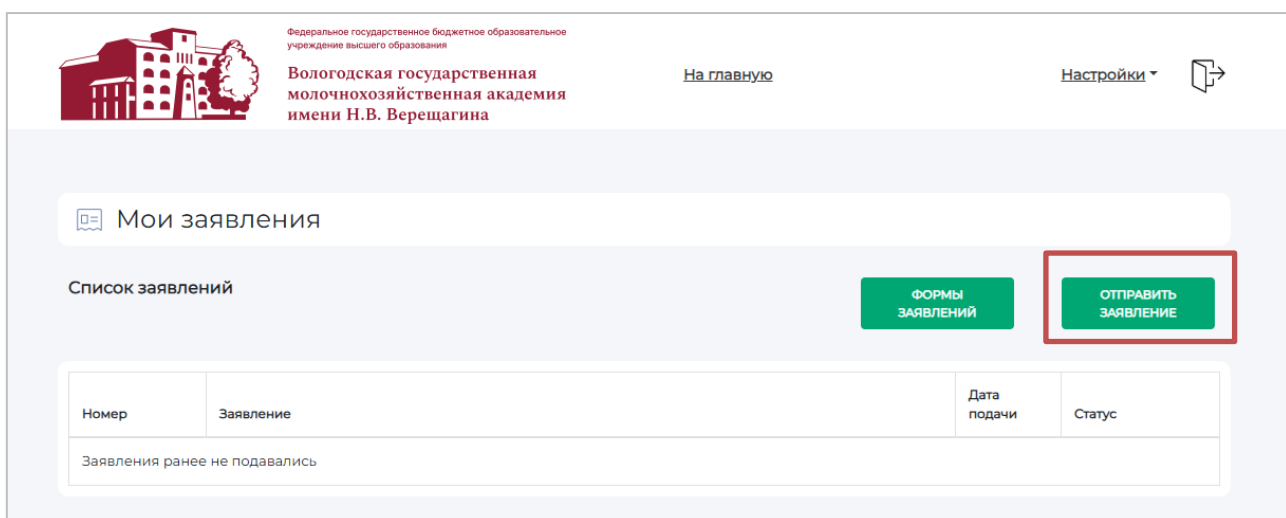 Федеральное государственное бюджетное образовательное
учреждение высшего образования
Вологодская государственная
молочнохозяйственная академия
имени Н.В. Верещагина
На главную
Настройки
Мои заявления
Список заявлений
ФОРМЫ
ЗАЯВЛЕНИЙ
ОТПРАВИТЬ
ЗАЯВЛЕНИЕ
Номер
Заявление
Дата
подачи
Статус
Заявления ранее не подавались